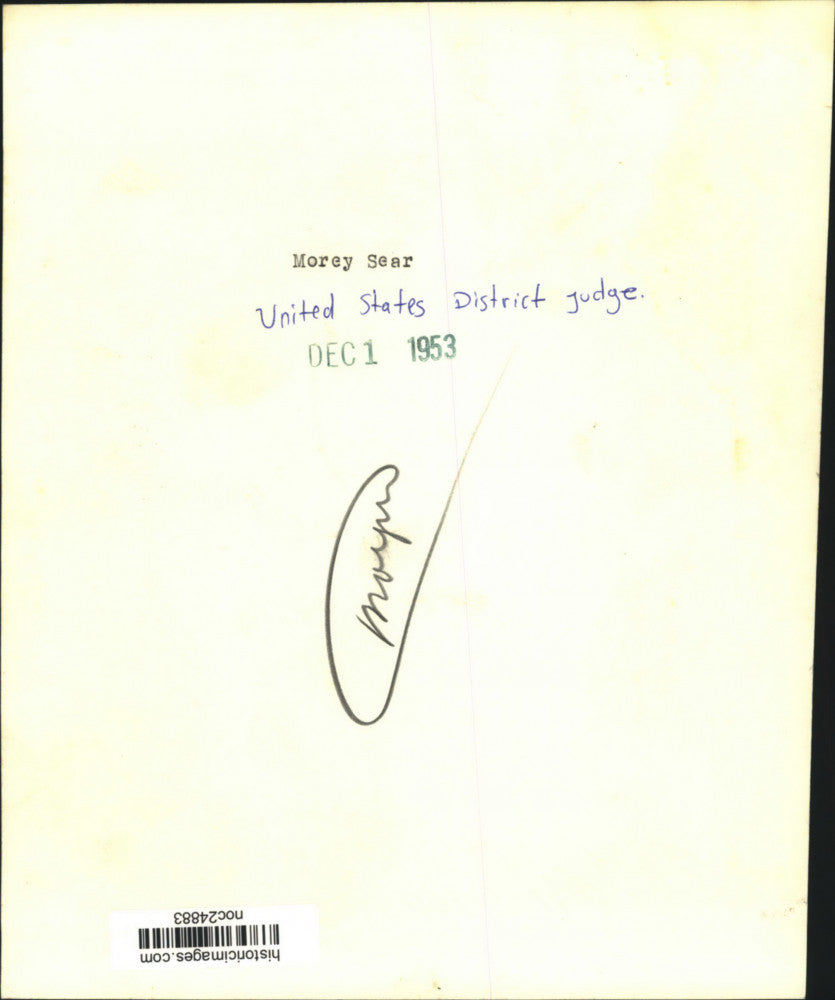 Morey Sear
United States District Judge.
DEC 1 1953
historicimages.com
noc24883